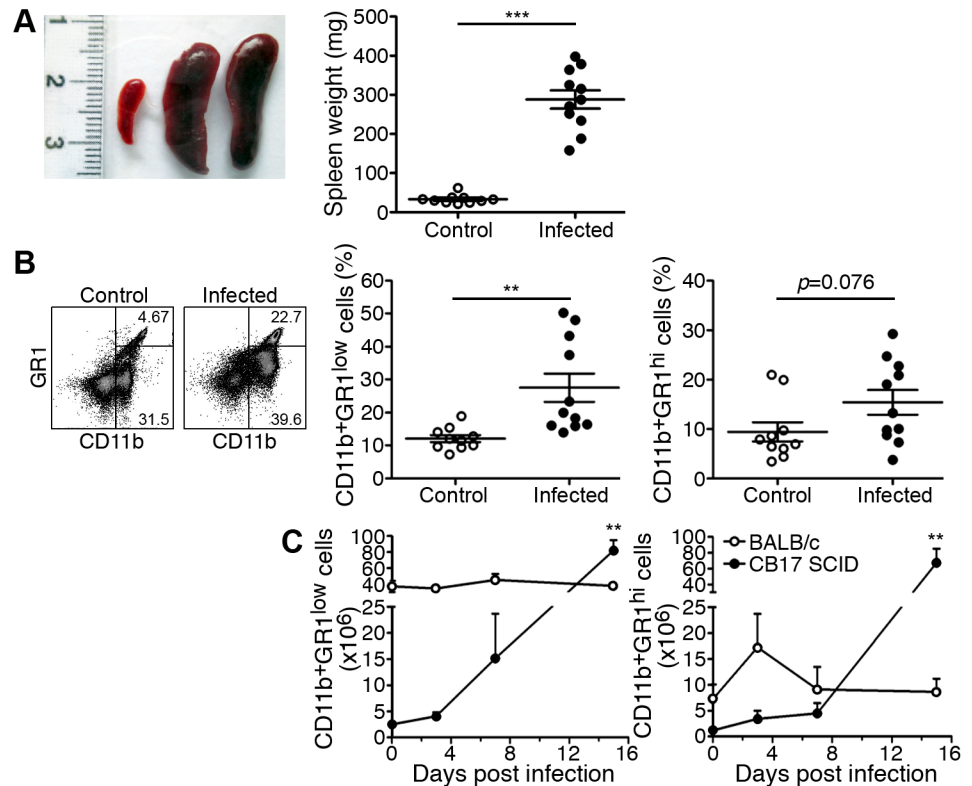 A
1
2
3
Spleen weight (mg)
500
400
300
200
100
0
***
Control
Infected
B
Control
Infected
4.67
22.7
31.5
39.6
GR1
CD11b
CD11b
CD11b+GR1low cells (%)
60
50
40
30
20
10
0
**
Control
Infected
CD11b+GR1hi cells (%)
40
30
20
10
0
p=0.076
Control
Infected
C
CD11b+GR1low cells
(x10⁶)
100
80
60
40
25
20
15
10
5
0
**
0 4 8 12 16
Days post infection
CD11b+GR1hi cells
(x10⁶)
100
80
60
40
25
20
15
10
5
0
BALB/c
CB17 SCID
**
0 4 8 12 16
Days post infection